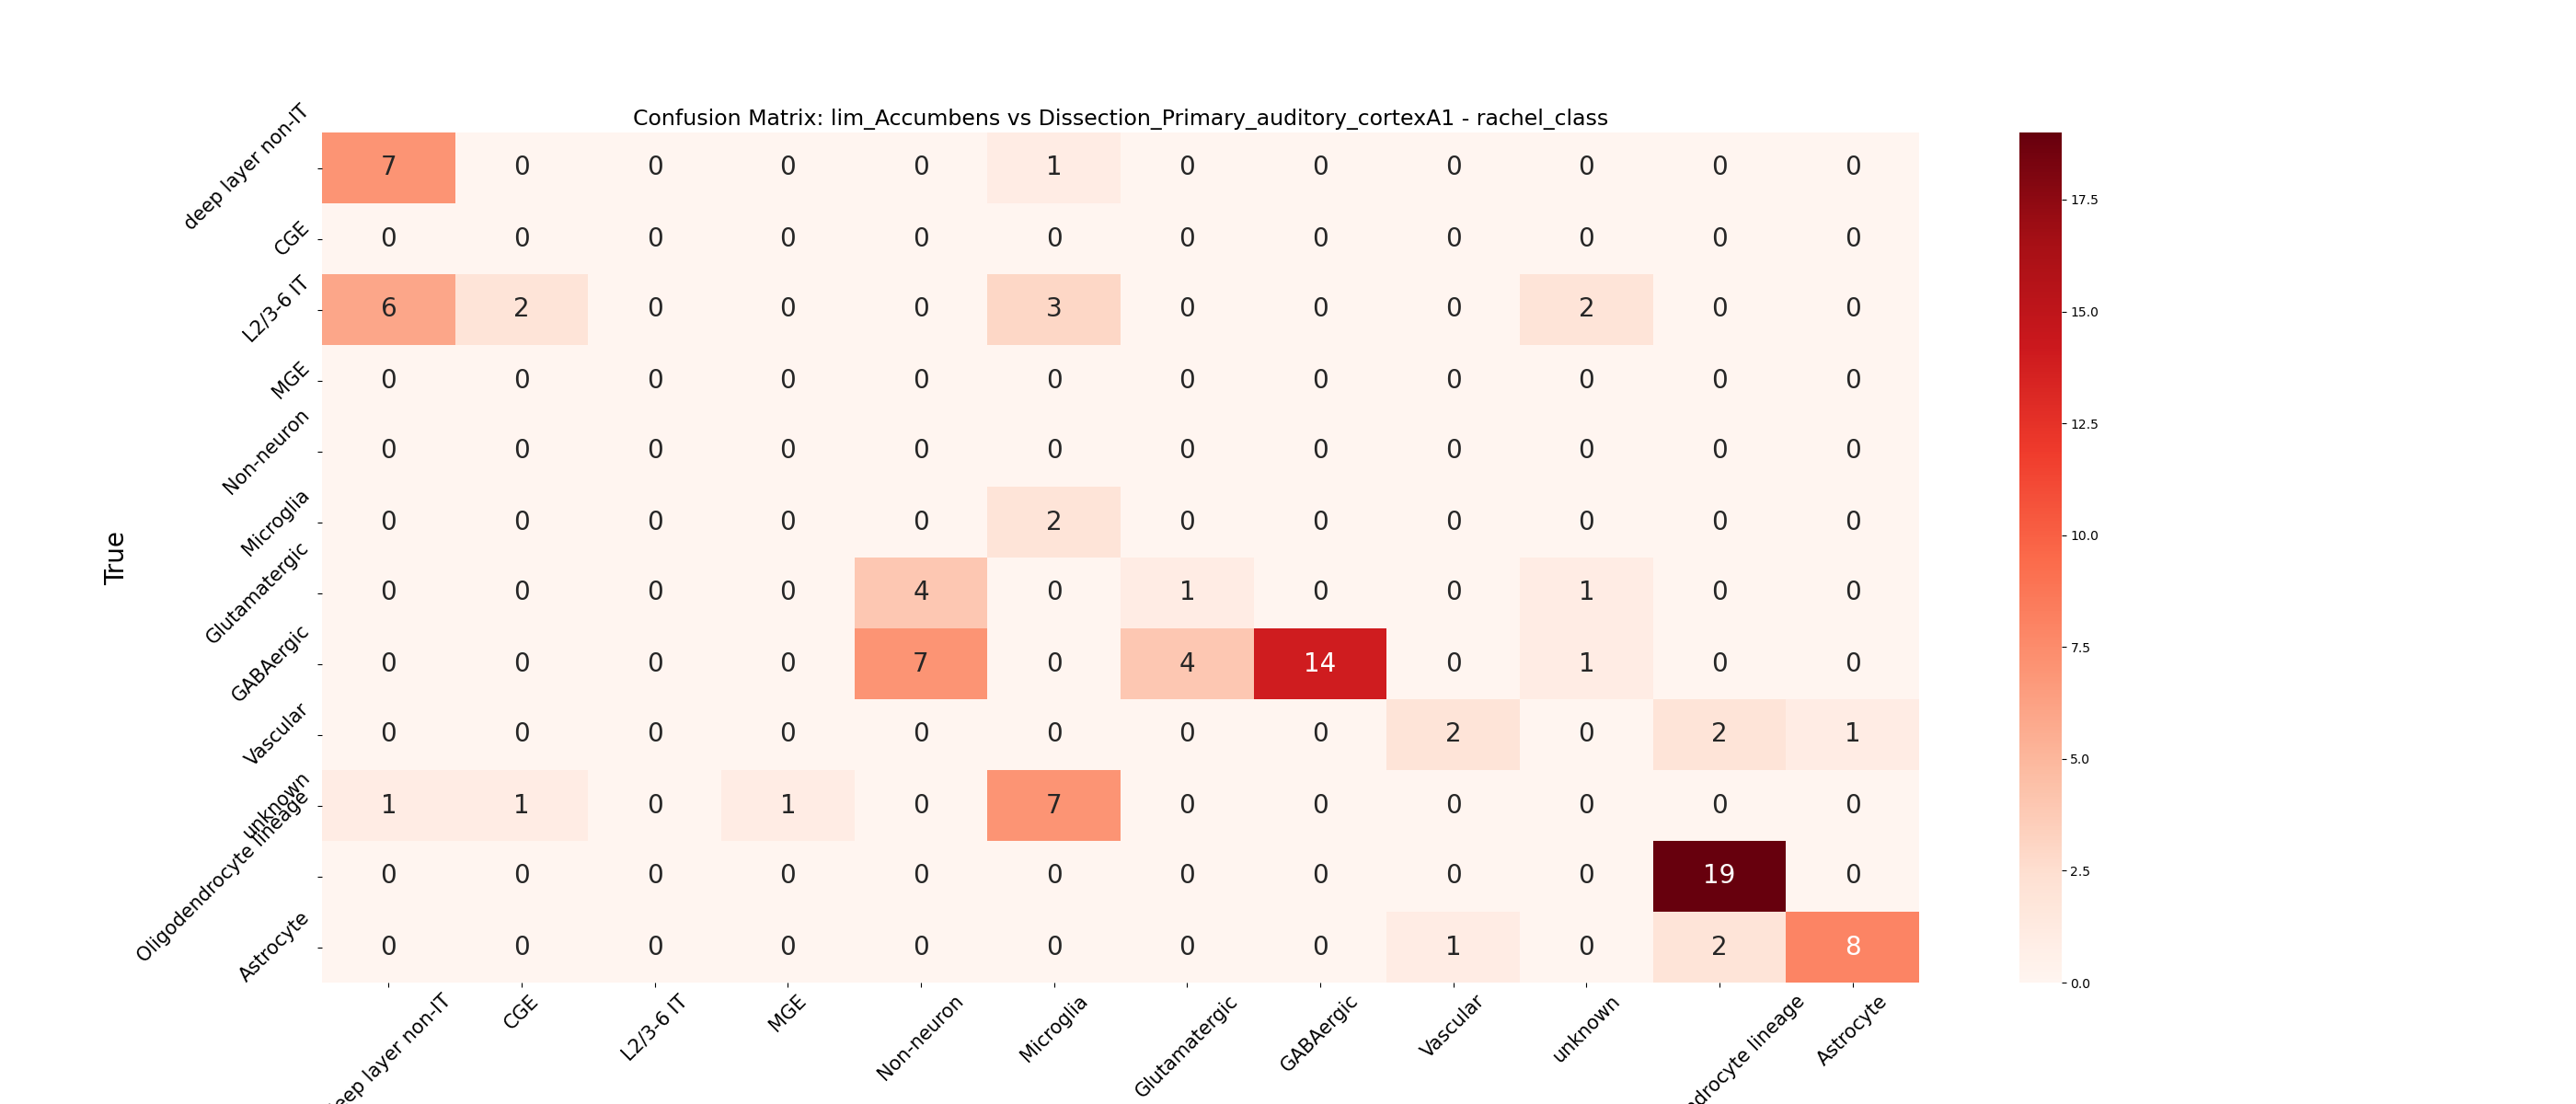 Confusion Matrix: lim_Accumbens vs Dissection_Primary_auditory_cortexA1 - rachel_class
True
deep layer non-IT 7 0 0 0 0 1 0 0 0 0 0 0
CGE 0 0 0 0 0 0 0 0 0 0 0 0
L2/3-6 IT 6 2 0 0 0 3 0 0 0 2 0 0
MGE 0 0 0 0 0 0 0 0 0 0 0 0
Non-neuron 0 0 0 0 0 0 0 0 0 0 0 0
Microglia 0 0 0 0 0 2 0 0 0 0 0 0
Glutamatergic 0 0 0 0 4 0 1 0 0 1 0 0
GABAergic 0 0 0 0 7 0 4 14 0 1 0 0
Vascular 0 0 0 0 0 0 0 0 2 0 2 1
unknown 1 1 0 1 0 7 0 0 0 0 0 0
Oligodendrocyte lineage 0 0 0 0 0 0 0 0 0 0 19 0
Astrocyte 0 0 0 0 0 0 0 0 1 0 2 8
eep layer non-IT
CGE
L2/3-6 IT
MGE
Non-neuron
Microglia
Glutamatergic
GABAergic
Vascular
unknown
ndrocyte lineage
Astrocyte
17.5
15.0
12.5
10.0
7.5
5.0
2.5
0.0